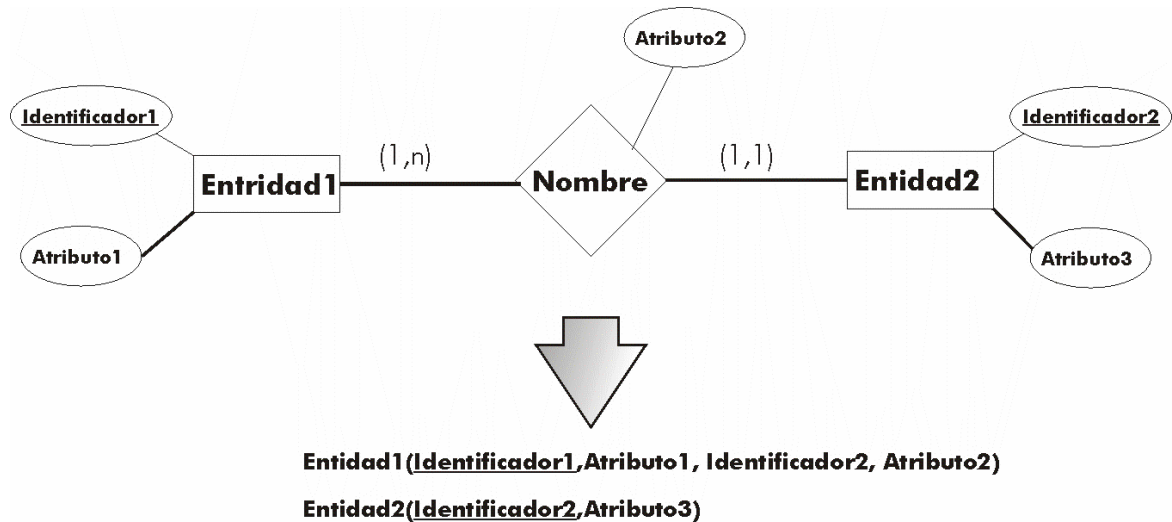 Atributo2
Identificador1
Identificador2
(1,n)
(1,1)
Entridad1
Nombre
Entidad2
Atributo1
Atributo3
Entidad1(Identificador1,Atributo1, Identificador2, Atributo2)
Entidad2(Identificador2,Atributo3)